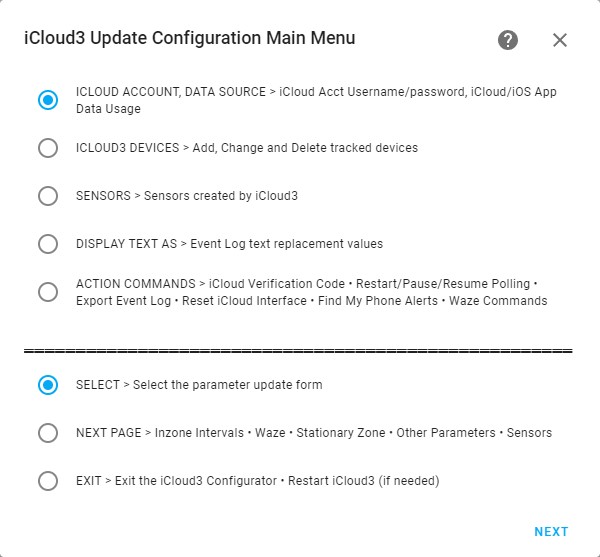 iCloud3 Update Configuration Main Menu
ICLOUD ACCOUNT, DATA SOURCE > iCloud Acct Username/password, iCloud/iOS App
Data Usage
ICLOUD3 DEVICES > Add, Change and Delete tracked devices
SENSORS > Sensors created by iCloud3
DISPLAY TEXT AS > Event Log text replacement values
ACTION COMMANDS > iCloud Verification Code • Restart/Pause/Resume Polling •
Export Event Log • Reset iCloud Interface • Find My Phone Alerts • Waze Commands
SELECT > Select the parameter update form
NEXT PAGE > Inzone Intervals • Waze • Stationary Zone • Other Parameters • Sensors
EXIT > Exit the iCloud3 Configurator • Restart iCloud3 (if needed)
NEXT